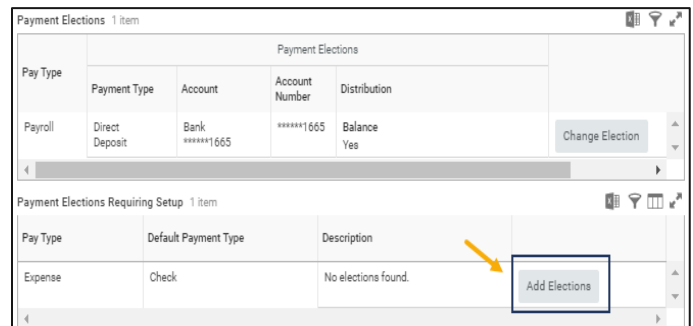 Payment Elections 1 item
Payment Elections
Pay Type
Payment Type Account Account Number Distribution
Payroll Direct Deposit Bank ******1665 ******1665 Balance Yes Change Election
Payment Elections Requiring Setup 1 item
Pay Type Default Payment Type Description
Expense Check No elections found. Add Elections